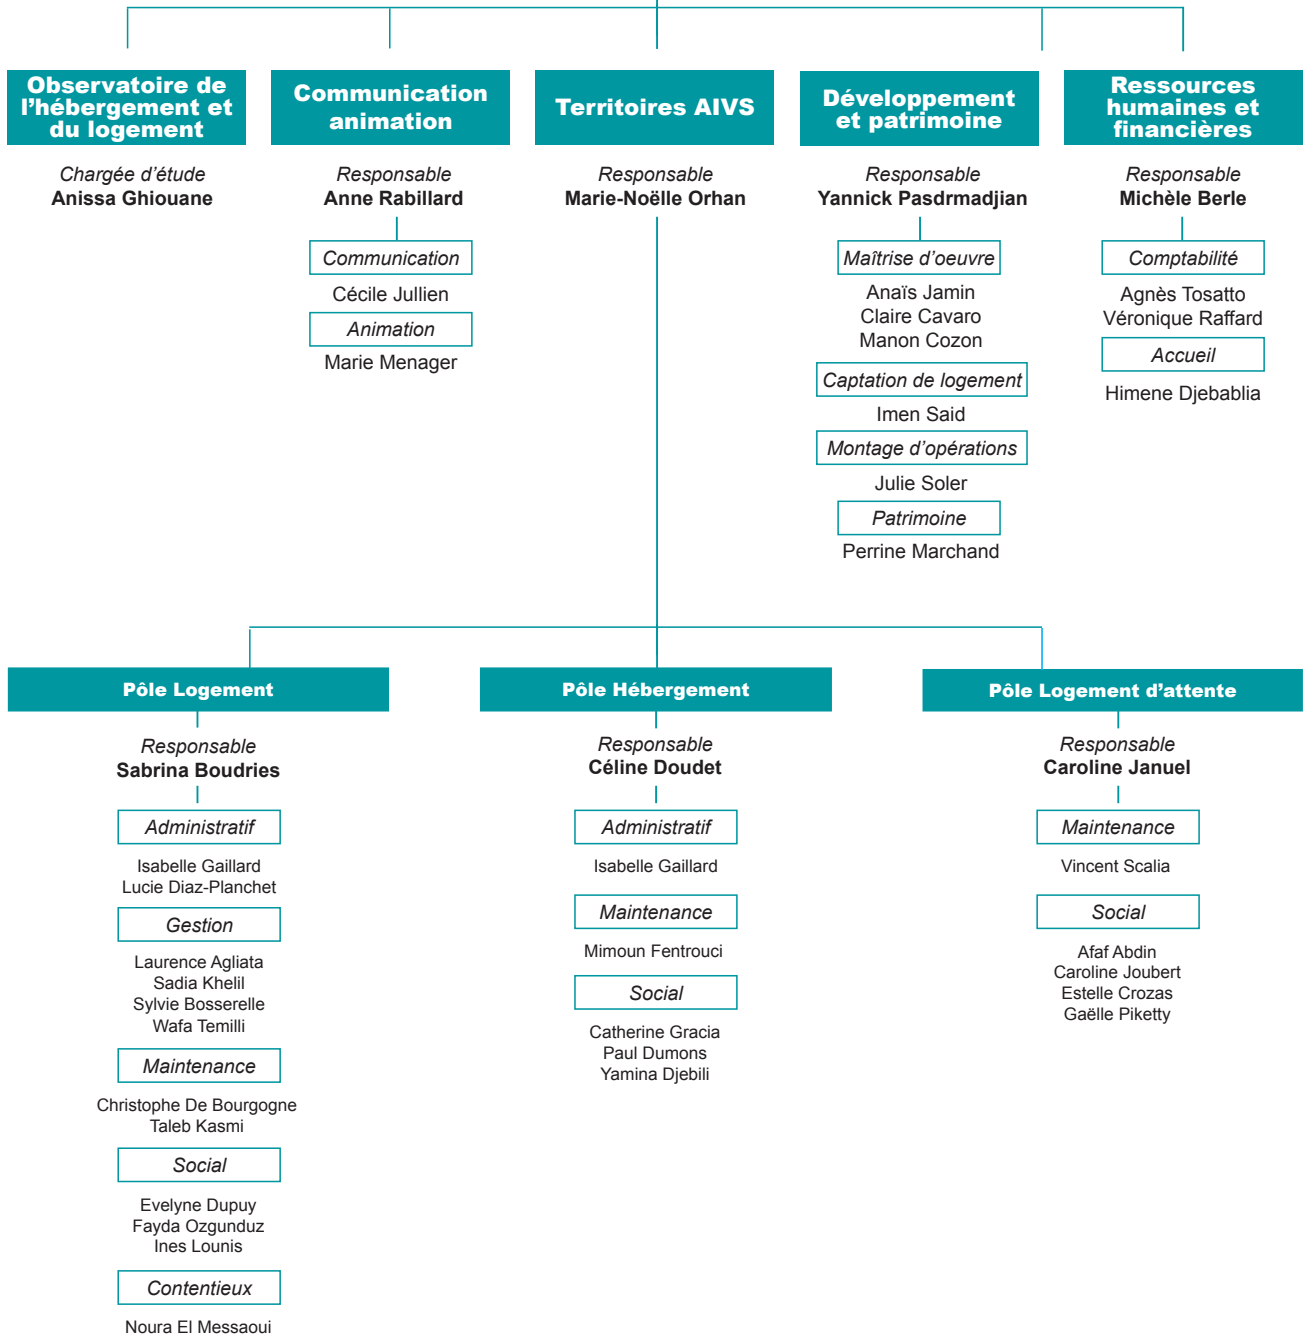 Observatoire de
l'hébergement et
du logement
Chargée d'étude
Anissa Ghiouane
Communication
animation
Responsable
Anne Rabillard
Communication
Cécile Jullien
Animation
Marie Menager
Territoires AIVS
Responsable
Marie-Noëlle Orhan
Développement
et patrimoine
Responsable
Yannick Pasdrmadjian
Maîtrise d'oeuvre
Anaïs Jamin
Claire Cavaro
Manon Cozon
Captation de logement
Imen Said
Montage d'opérations
Julie Soler
Patrimoine
Perrine Marchand
Ressources
humaines et
financières
Responsable
Michèle Berle
Comptabilité
Agnès Tosatto
Véronique Raffard
Accueil
Himene Djebablia
Pôle Logement
Responsable
Sabrina Boudries
Administratif
Isabelle Gaillard
Lucie Diaz-Planchet
Gestion
Laurence Agliata
Sadia Khelil
Sylvie Bosserelle
Wafa Temilli
Maintenance
Christophe De Bourgogne
Taleb Kasmi
Social
Evelyne Dupuy
Fayda Ozgunduz
Ines Lounis
Contentieux
Noura El Messaoui
Pôle Hébergement
Responsable
Céline Doudet
Administratif
Isabelle Gaillard
Maintenance
Mimoun Fentrouci
Social
Catherine Gracia
Paul Dumons
Yamina Djebili
Pôle Logement d'attente
Responsable
Caroline Januel
Maintenance
Vincent Scalia
Social
Afaf Abdin
Caroline Joubert
Estelle Crozas
Gaëlle Piketty